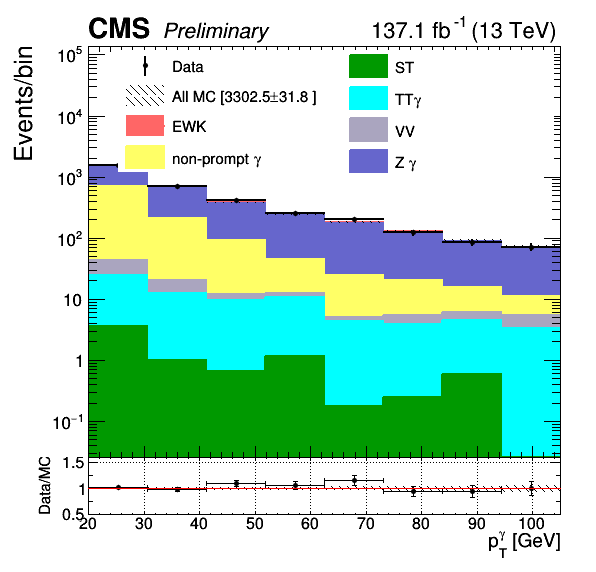 CMS Preliminary 137.1 fb⁻¹ (13 TeV)
Events/bin
10⁵
10⁴
10³
10²
10
1
10⁻¹
Data
All MC [3302.5±31.8 ]
EWK
non-prompt γ
ST
TTγ
VV
Z γ
Data/MC
1.5
1
0.5
20 30 40 50 60 70 80 90 100
p_T^γ [GeV]